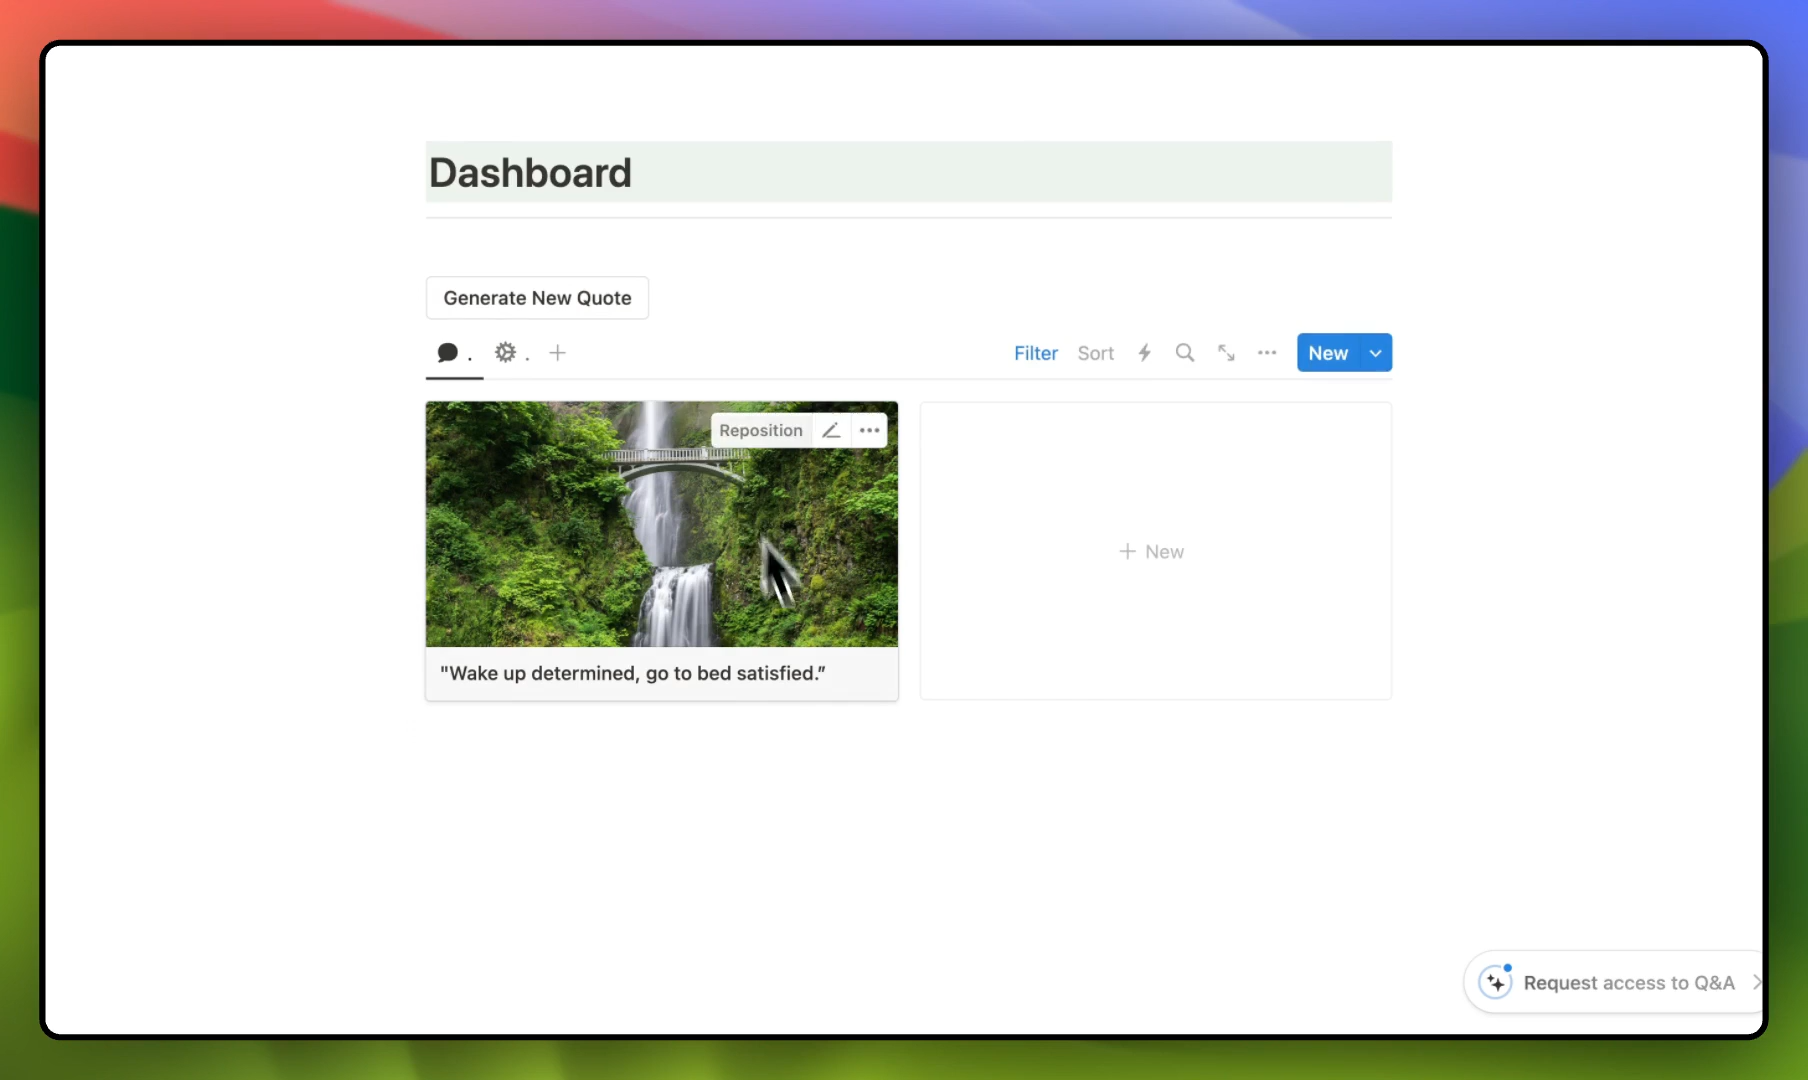 Dashboard
Generate New Quote
. . Filter Sort New
Reposition
New
"Wake up determined, go to bed satisfied.”
Request access to Q&A